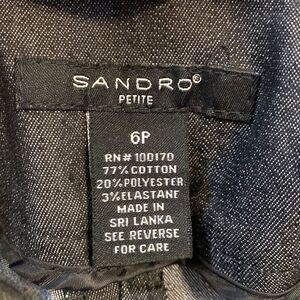 SANDRO®
PETITE
6P
RN# 100170
77% COTTON
20% POLYESTER
3% ELASTANE
MADE IN
SRI LANKA
SEE REVERSE
FOR CARE